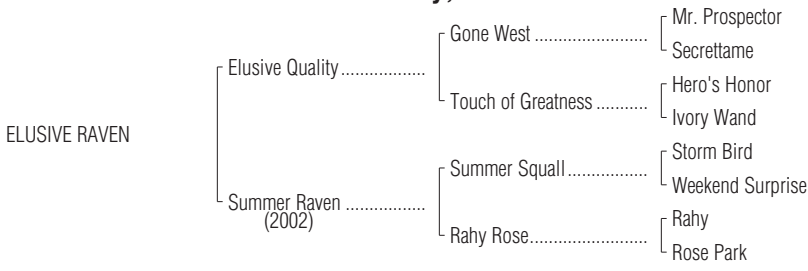 Mr. Prospector
Gone West ........................
Secrettame
Elusive Quality..................
Hero's Honor
Touch of Greatness ...........
Ivory Wand
ELUSIVE RAVEN
Storm Bird
Summer Squall.................
Weekend Surprise
Summer Raven .................
(2002)
Rahy
Rahy Rose.........................
Rose Park